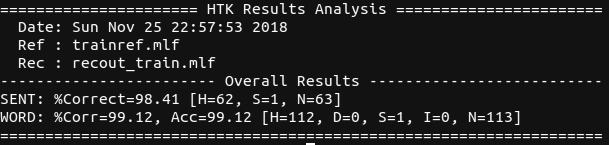 ====================== HTK Results Analysis =======================
  Date: Sun Nov 25 22:57:53 2018
  Ref : trainref.mlf
  Rec : recout_train.mlf
------------------------ Overall Results --------------------------
SENT: %Correct=98.41 [H=62, S=1, N=63]
WORD: %Corr=99.12, Acc=99.12 [H=112, D=0, S=1, I=0, N=113]
===================================================================